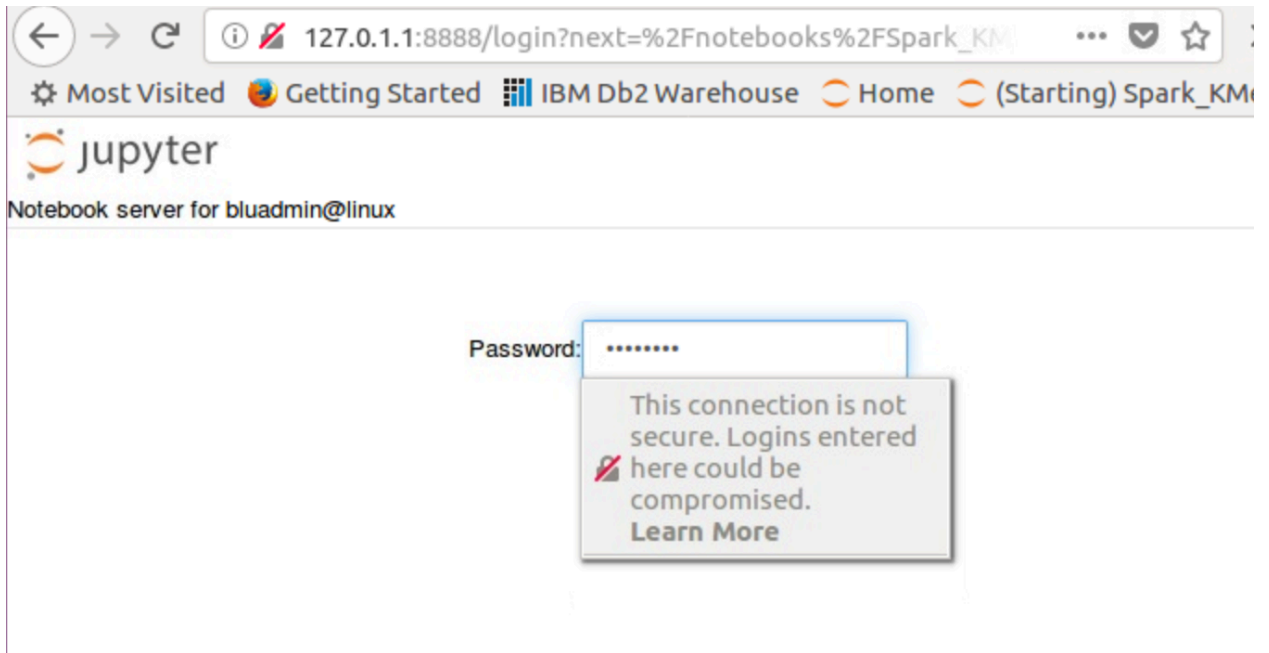 127.0.1.1:8888/login?next=%2Fnotebooks%2FSpark_KM
Most Visited Getting Started IBM Db2 Warehouse Home (Starting) Spark_KMe
jupyter
Notebook server for bluadmin@linux
Password: ••••••••
This connection is not
secure. Logins entered
here could be
compromised.
Learn More